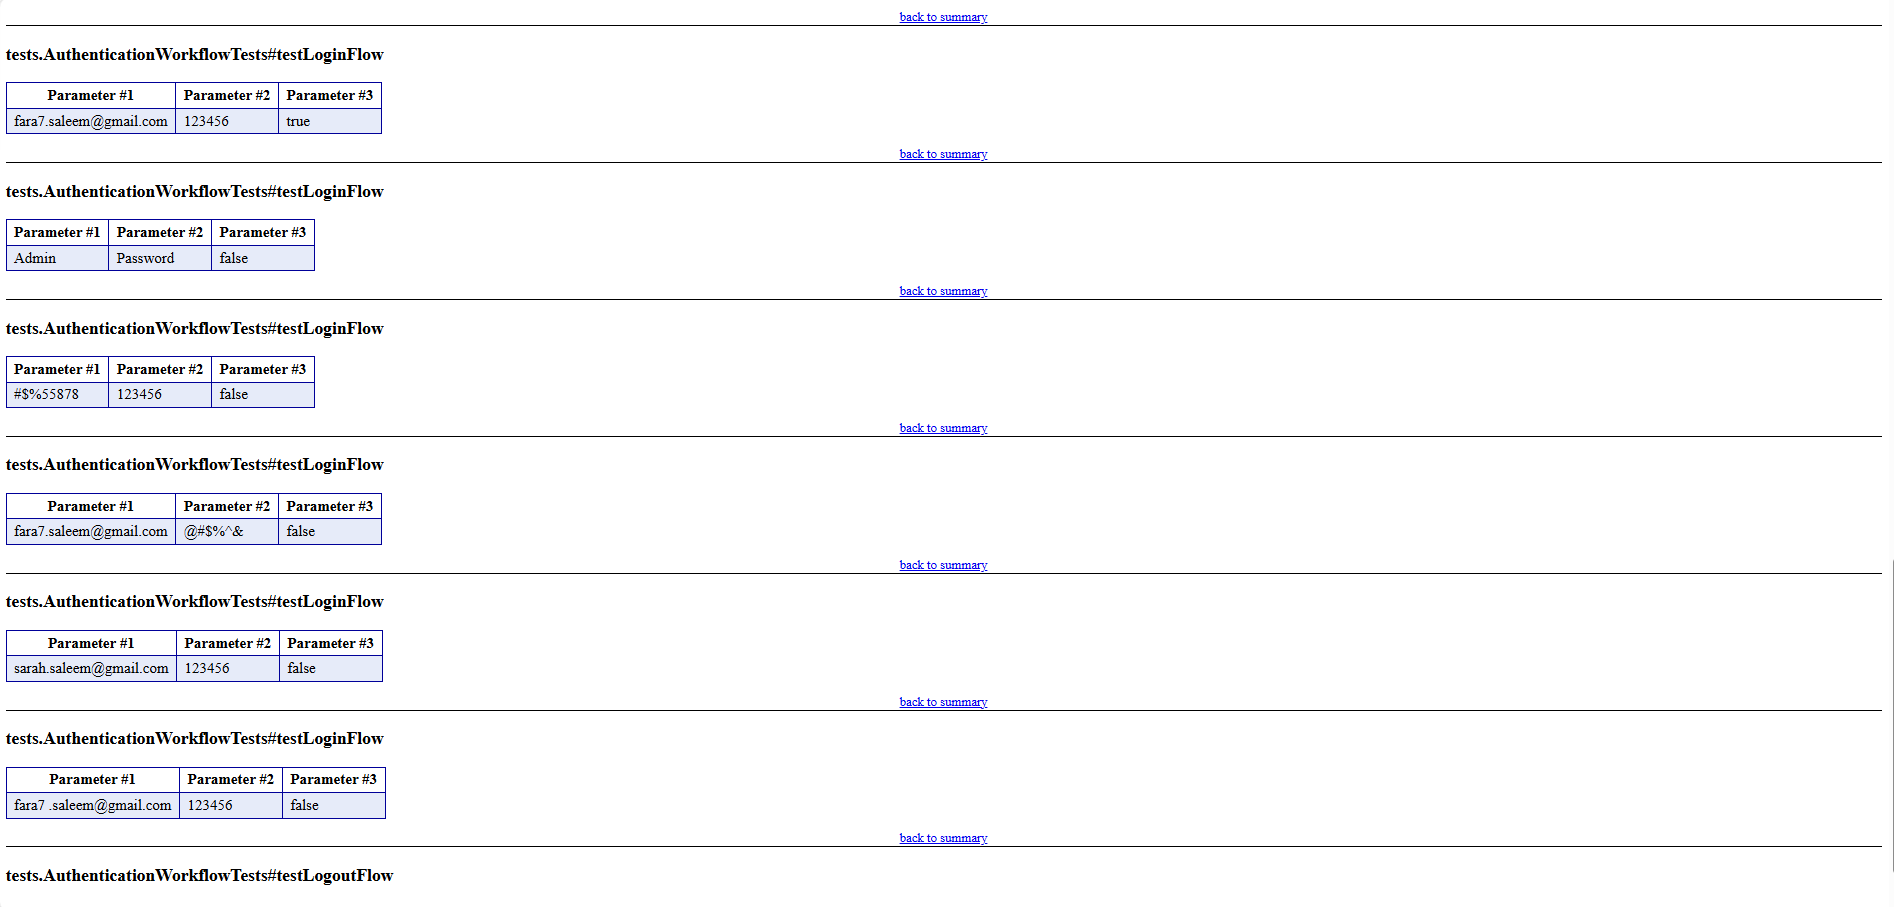 back to summary
tests.AuthenticationWorkflowTests#testLoginFlow
Parameter #1 Parameter #2 Parameter #3
fara7.saleem@gmail.com 123456 true
back to summary
tests.AuthenticationWorkflowTests#testLoginFlow
Parameter #1 Parameter #2 Parameter #3
Admin Password false
back to summary
tests.AuthenticationWorkflowTests#testLoginFlow
Parameter #1 Parameter #2 Parameter #3
#$%55878 123456 false
back to summary
tests.AuthenticationWorkflowTests#testLoginFlow
Parameter #1 Parameter #2 Parameter #3
fara7.saleem@gmail.com @#$%^& false
back to summary
tests.AuthenticationWorkflowTests#testLoginFlow
Parameter #1 Parameter #2 Parameter #3
sarah.saleem@gmail.com 123456 false
back to summary
tests.AuthenticationWorkflowTests#testLoginFlow
Parameter #1 Parameter #2 Parameter #3
fara7 .saleem@gmail.com 123456 false
back to summary
tests.AuthenticationWorkflowTests#testLogoutFlow